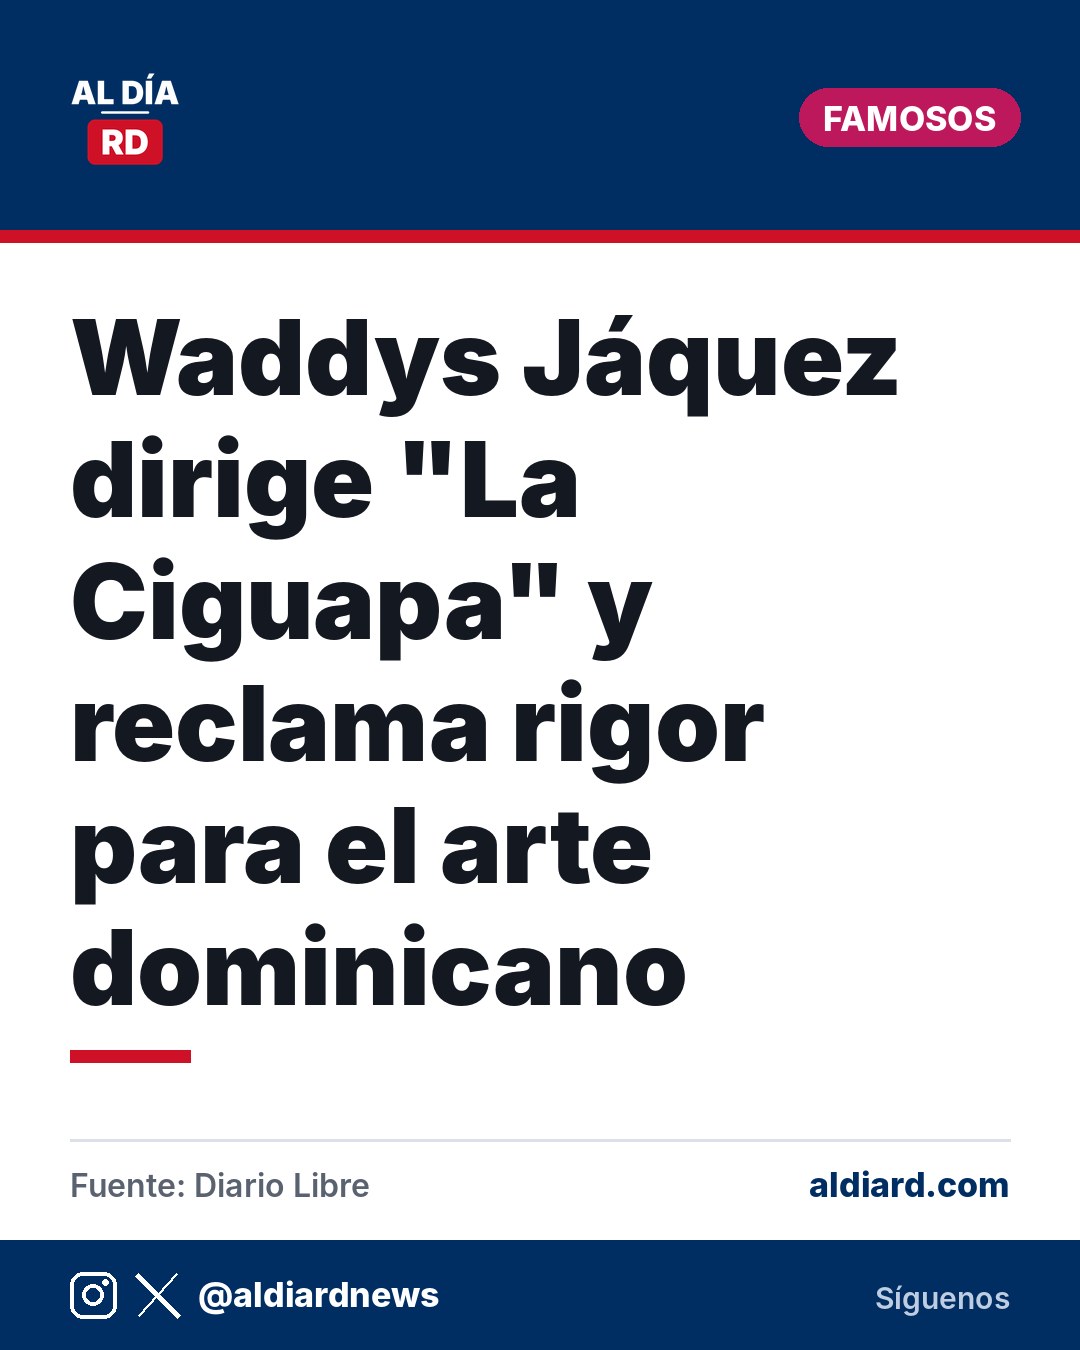 AL DÍA
RD
FAMOSOS
Waddys Jáquez
dirige "La
Ciguapa" y
reclama rigor
para el arte
dominicano
Fuente: Diario Libre
aldiard.com
@aldiardnews
Síguenos